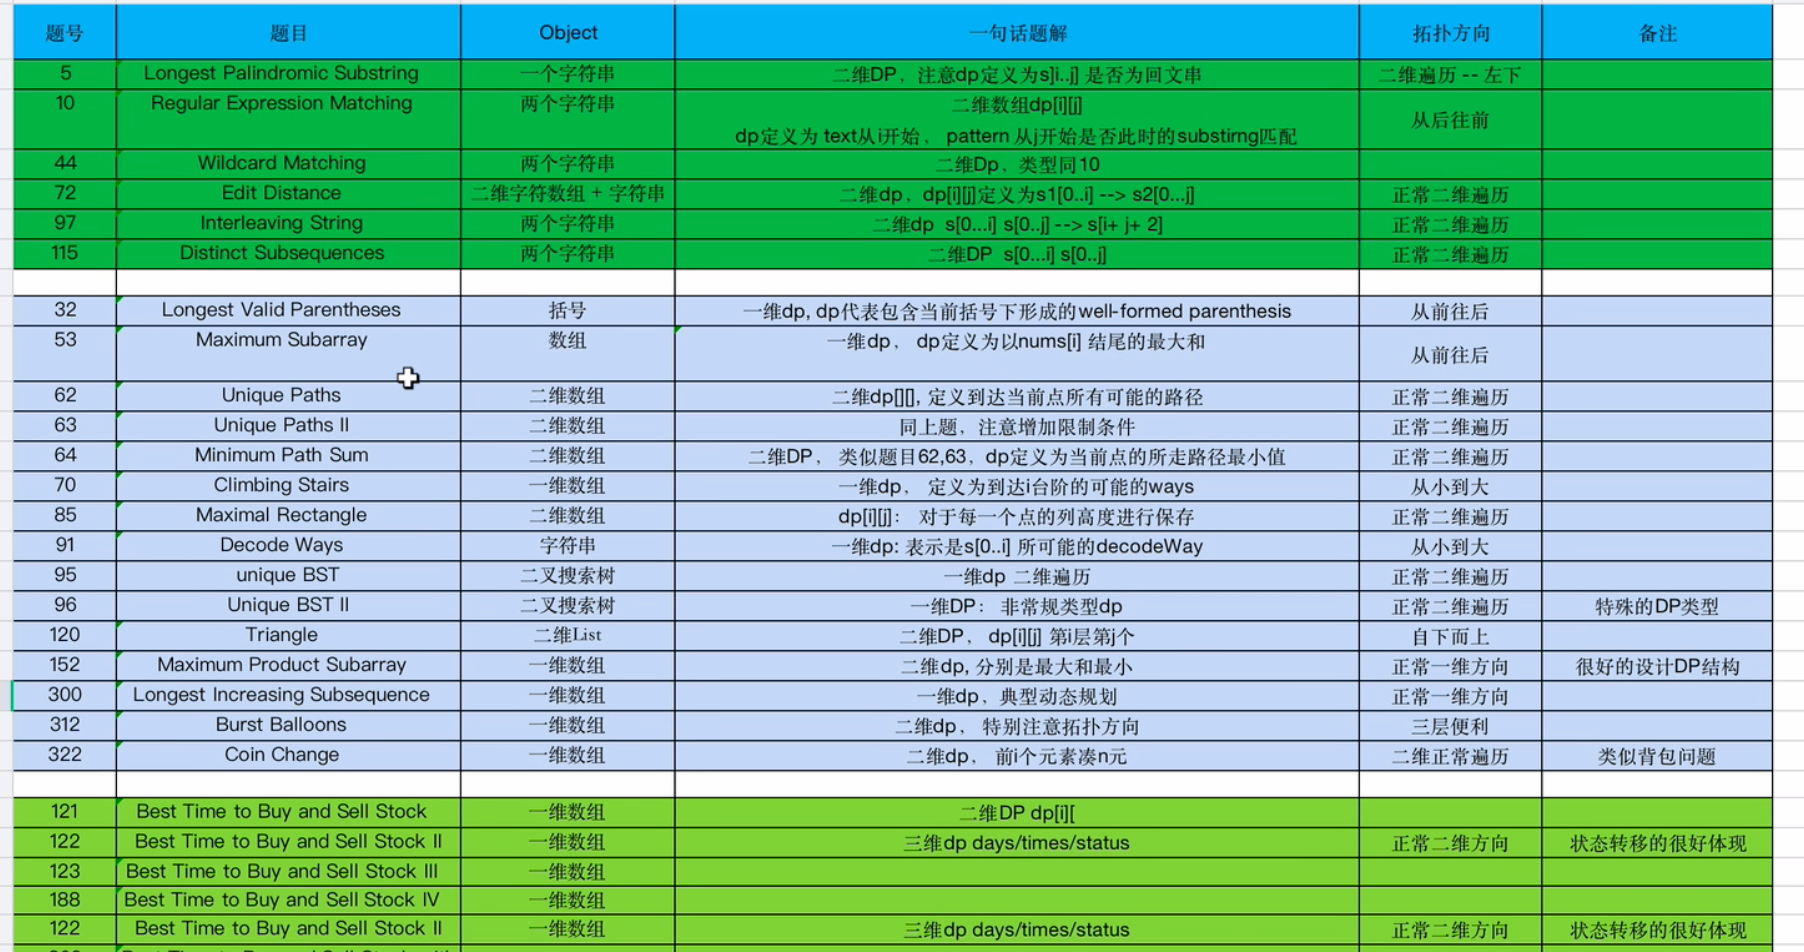 题号 题目 Object 一句话题解 拓扑方向 备注
5 Longest Palindromic Substring 一个字符串 二维DP，注意dp定义为s]i..j] 是否为回文串 二维遍历 -- 左下
10 Regular Expression Matching 两个字符串 二维数组dp[i][j]
dp定义为 text从i开始， pattern 从j开始是否此时的substirng匹配 从后往前
44 Wildcard Matching 两个字符串 二维Dp，类型同10
72 Edit Distance 二维字符数组 + 字符串 二维dp，dp[i][j]定义为s1[0..i] --> s2[0...j] 正常二维遍历
97 Interleaving String 两个字符串 二维dp s[0...i] s[0..j] --> s[i+ j+ 2] 正常二维遍历
115 Distinct Subsequences 两个字符串 二维DP s[0...i] s[0..j] 正常二维遍历
32 Longest Valid Parentheses 括号 一维dp, dp代表包含当前括号下形成的well-formed parenthesis 从前往后
53 Maximum Subarray 数组 一维dp， dp定义为以nums[i] 结尾的最大和 从前往后
62 Unique Paths 二维数组 二维dp[][], 定义到达当前点所有可能的路径 正常二维遍历
63 Unique Paths II 二维数组 同上题，注意增加限制条件 正常二维遍历
64 Minimum Path Sum 二维数组 二维DP， 类似题目62,63，dp定义为当前点的所走路径最小值 正常二维遍历
70 Climbing Stairs 一维数组 一维dp， 定义为到达i台阶的可能的ways 从小到大
85 Maximal Rectangle 二维数组 dp[i][j]： 对于每一个点的列高度进行保存 正常二维遍历
91 Decode Ways 字符串 一维dp: 表示是s[0..i] 所可能的decodeWay 从小到大
95 unique BST 二叉搜索树 一维dp 二维遍历 正常二维遍历
96 Unique BST II 二叉搜索树 一维DP： 非常规类型dp 正常二维遍历 特殊的DP类型
120 Triangle 二维List 二维DP， dp[i][j] 第i层第j个 自下而上
152 Maximum Product Subarray 一维数组 二维dp, 分别是最大和最小 正常一维方向 很好的设计DP结构
300 Longest Increasing Subsequence 一维数组 一维dp，典型动态规划 正常一维方向
312 Burst Balloons 一维数组 二维dp， 特别注意拓扑方向 三层便利
322 Coin Change 一维数组 二维dp， 前i个元素凑n元 二维正常遍历 类似背包问题
121 Best Time to Buy and Sell Stock 一维数组 二维DP dp[i][
122 Best Time to Buy and Sell Stock II 一维数组 三维dp days/times/status 正常二维方向 状态转移的很好体现
123 Best Time to Buy and Sell Stock III 一维数组
188 Best Time to Buy and Sell Stock IV 一维数组
122 Best Time to Buy and Sell Stock II 一维数组 三维dp days/times/status 正常二维方向 状态转移的很好体现